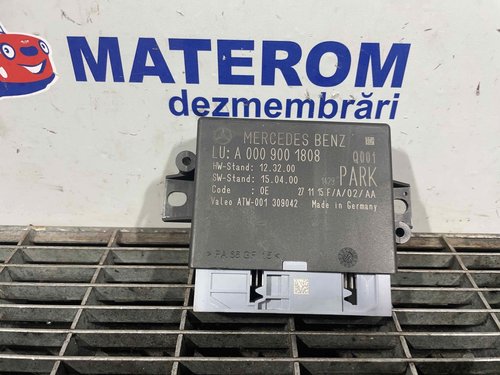 MATEROM
dezmembrări
MERCEDES BENZ
LU: A 000 900 1808 Q001
HW-Stand: 12.32.00
SW-Stand: 15.04.00 1429 PARK
Code : 0E 27 11 15 F/A/02/AA
Valeo ATW-001 309042 Made in Germany